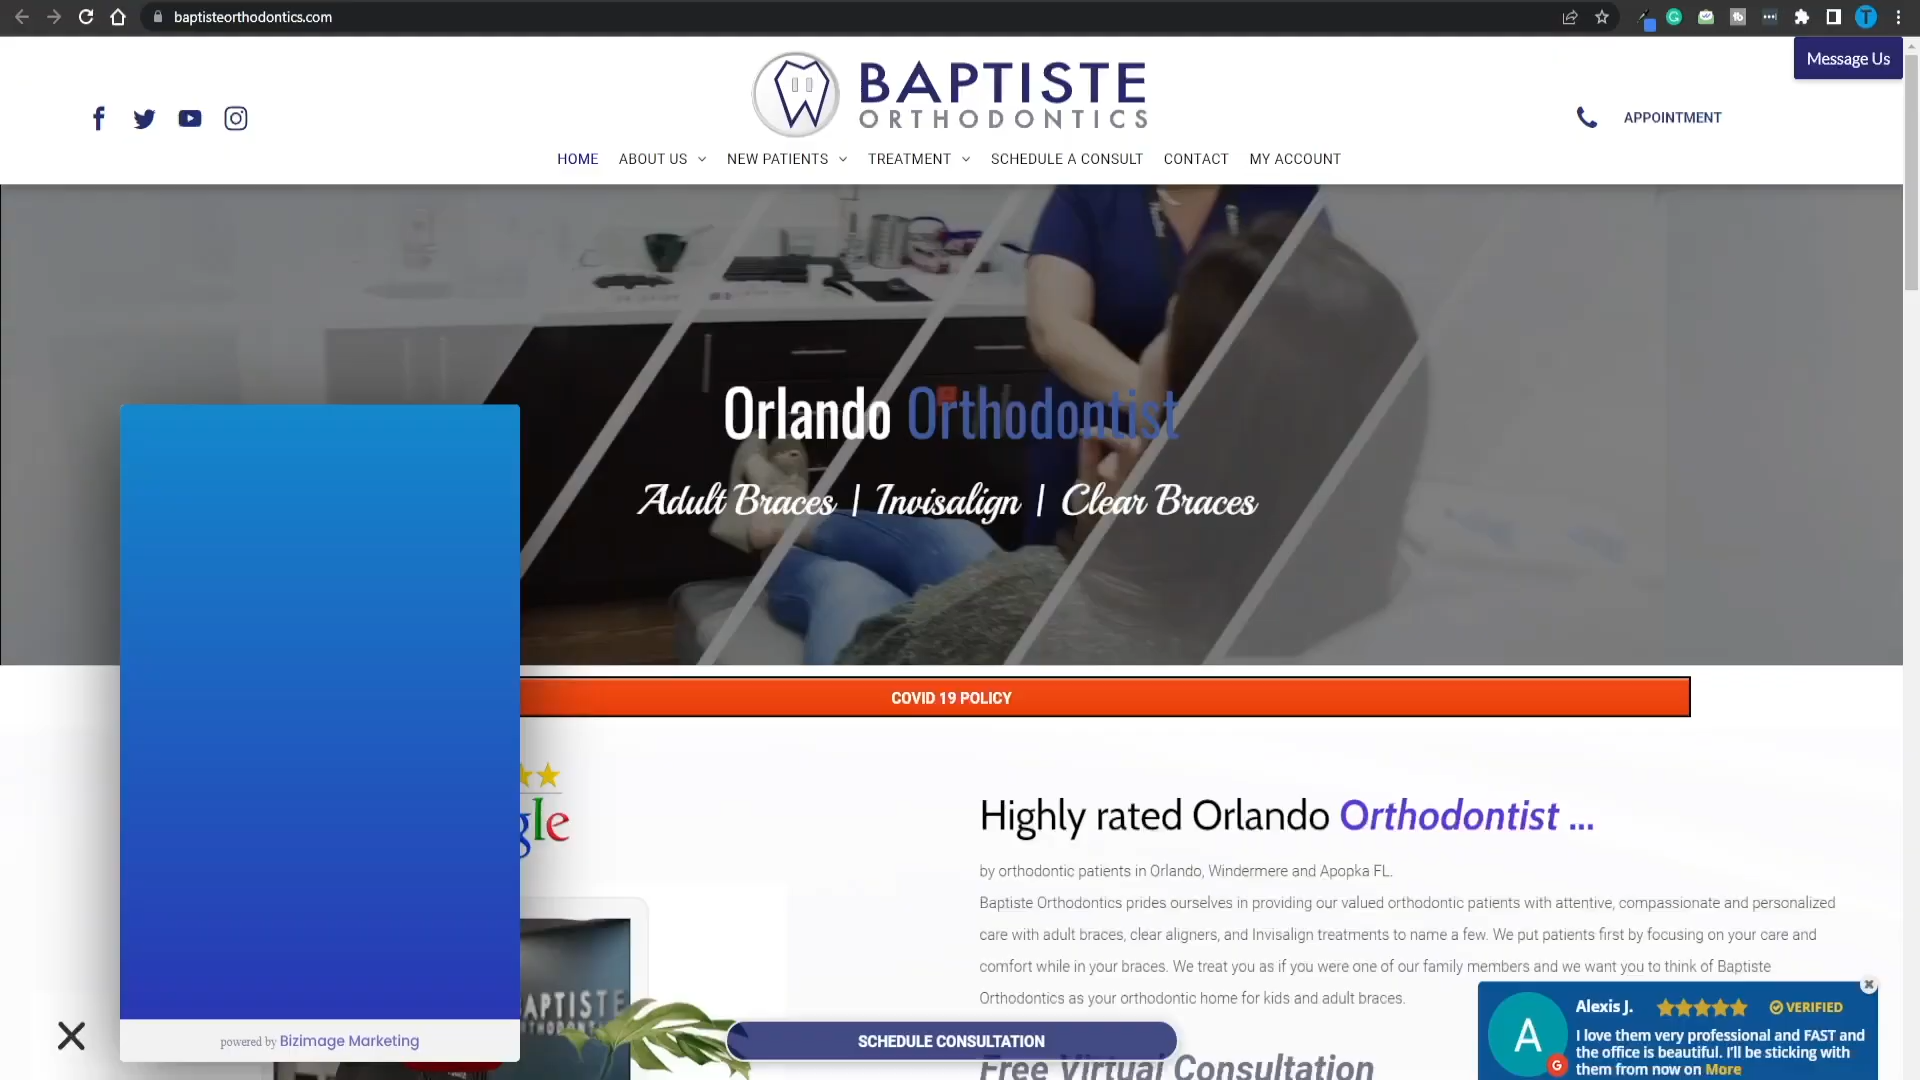 baptisteorthodontics.com
T
Message Us
BAPTISTE
ORTHODONTICS
APPOINTMENT
HOME ABOUT US NEW PATIENTS TREATMENT SCHEDULE A CONSULT CONTACT MY ACCOUNT
Orlando Orthodontist
Adult Braces | Invisalign | Clear Braces
COVID 19 POLICY
gle
Highly rated Orlando Orthodontist ...
by orthodontic patients in Orlando, Windermere and Apopka FL.
Baptiste Orthodontics prides ourselves in providing our valued orthodontic patients with attentive, compassionate and personalized
care with adult braces, clear aligners, and Invisalign treatments to name a few. We put patients first by focusing on your care and
comfort while in your braces. We treat you as if you were one of our family members and we want you to think of Baptiste
Orthodontics as your orthodontic home for kids and adult braces.
APTISTE
THODONTI
SCHEDULE CONSULTATION
Free Virtual Consultation
powered by Bizimage Marketing
A
G
Alexis J. VERIFIED
I love them very professional and FAST and
the office is beautiful. I'll be sticking with
them from now on More